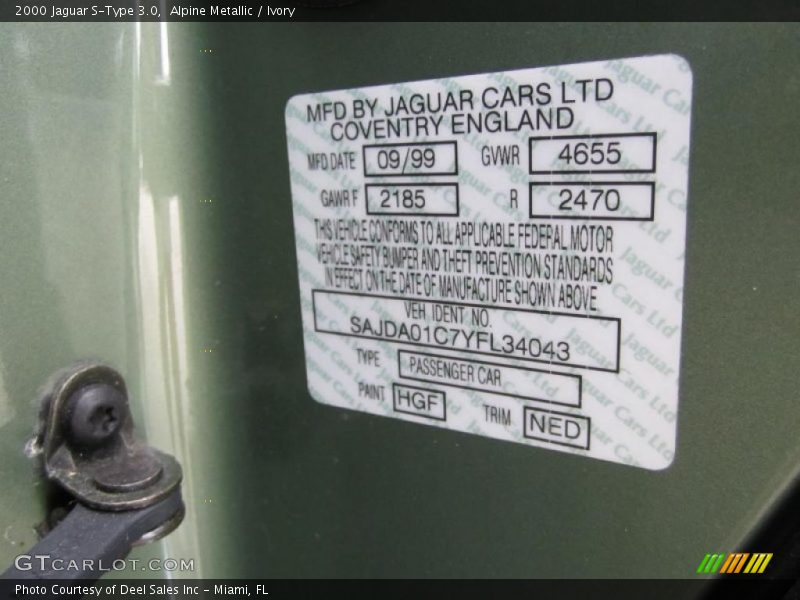 2000 Jaguar S-Type 3.0,  Alpine Metallic / Ivory
MFD BY JAGUAR CARS LTD
COVENTRY ENGLAND
MFD DATE 09/99 GVWR 4655
GAWR F 2185 R 2470
THIS VEHICLE CONFORMS TO ALL APPLICABLE FEDERAL MOTOR
VEHICLE SAFETY BUMPER AND THEFT PREVENTION STANDARDS
IN EFFECT ON THE DATE OF MANUFACTURE SHOWN ABOVE
VEH. IDENT NO.
SAJDA01C7YFL34043
TYPE PASSENGER CAR
PAINT HGF TRIM NED
GTCARLOT.COM
Photo Courtesy of Deel Sales Inc - Miami, FL